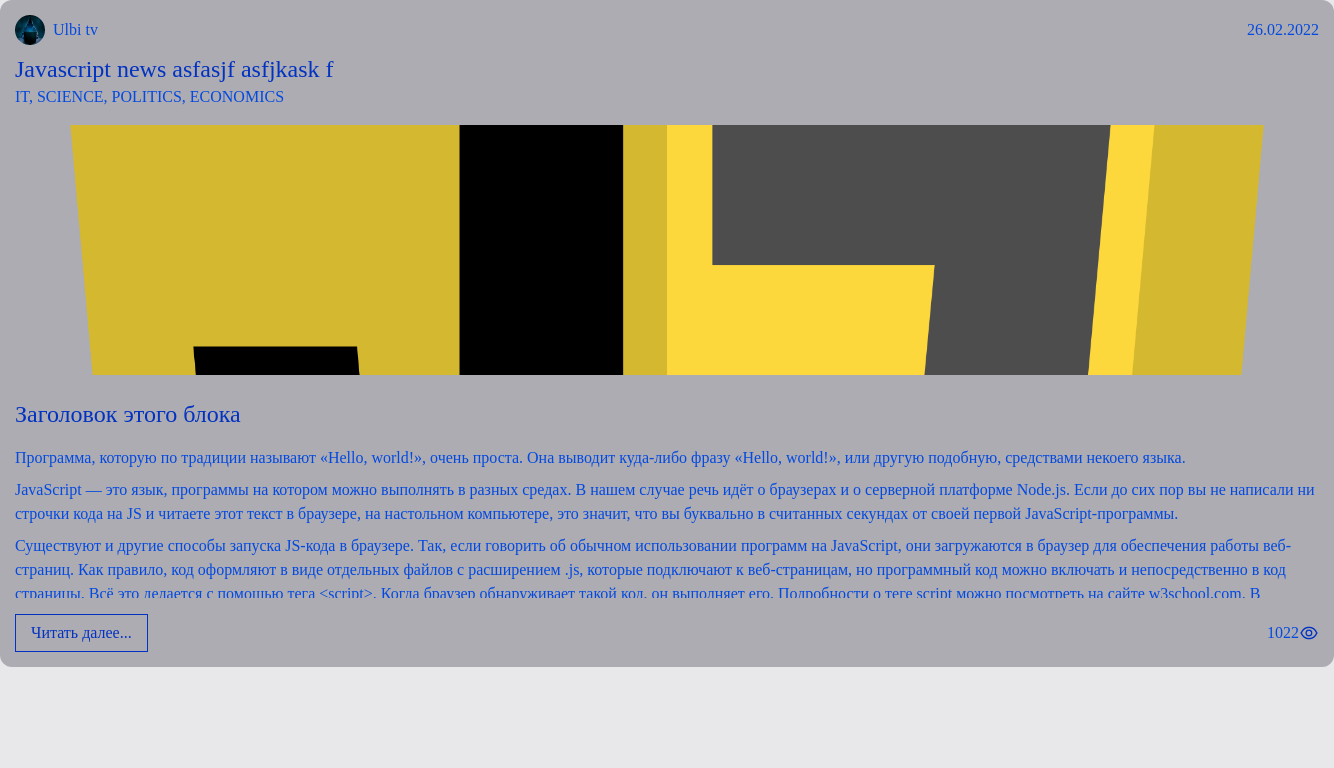 Ulbi tv
26.02.2022
Javascript news asfasjf asfjkask f
IT, SCIENCE, POLITICS, ECONOMICS
Заголовок этого блока
Программа, которую по традиции называют «Hello, world!», очень проста. Она выводит куда-либо фразу «Hello, world!», или другую подобную, средствами некоего языка.
JavaScript — это язык, программы на котором можно выполнять в разных средах. В нашем случае речь идёт о браузерах и о серверной платформе Node.js. Если до сих пор вы не написали ни
строчки кода на JS и читаете этот текст в браузере, на настольном компьютере, это значит, что вы буквально в считанных секундах от своей первой JavaScript-программы.
Существуют и другие способы запуска JS-кода в браузере. Так, если говорить об обычном использовании программ на JavaScript, они загружаются в браузер для обеспечения работы веб-
страниц. Как правило, код оформляют в виде отдельных файлов с расширением .js, которые подключают к веб-страницам, но программный код можно включать и непосредственно в код
страницы. Всё это делается с помощью тега <script>. Когда браузер обнаруживает такой код, он выполняет его. Подробности о теге script можно посмотреть на сайте w3school.com. В
Читать далее...
1022